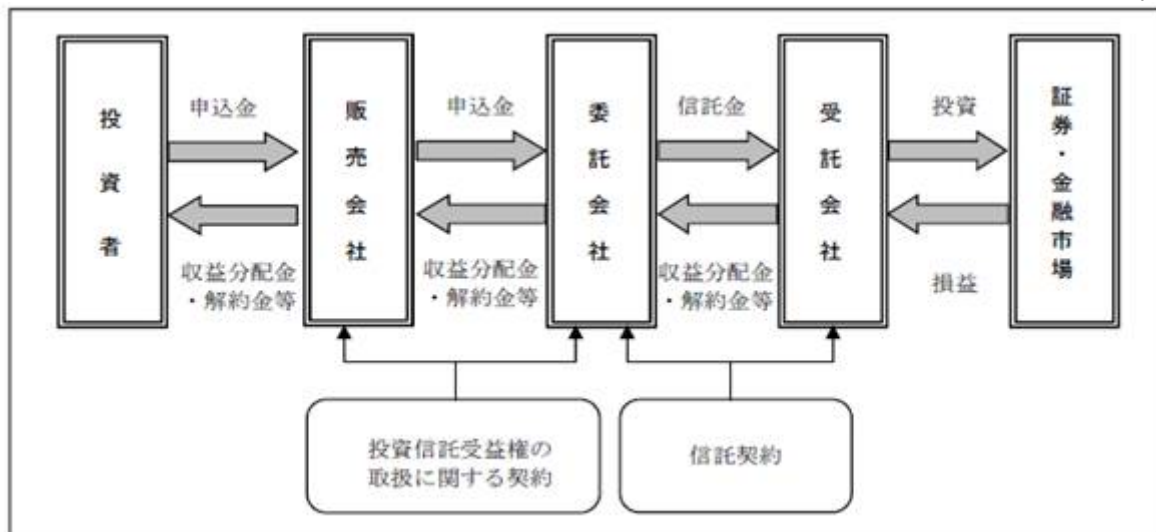 投資者
申込金
収益分配金
・解約金等
販売会社
申込金
収益分配金
・解約金等
委託会社
信託金
収益分配金
・解約金等
受託会社
投資
損益
証券・金融市場
投資信託受益権の
取扱に関する契約
信託契約